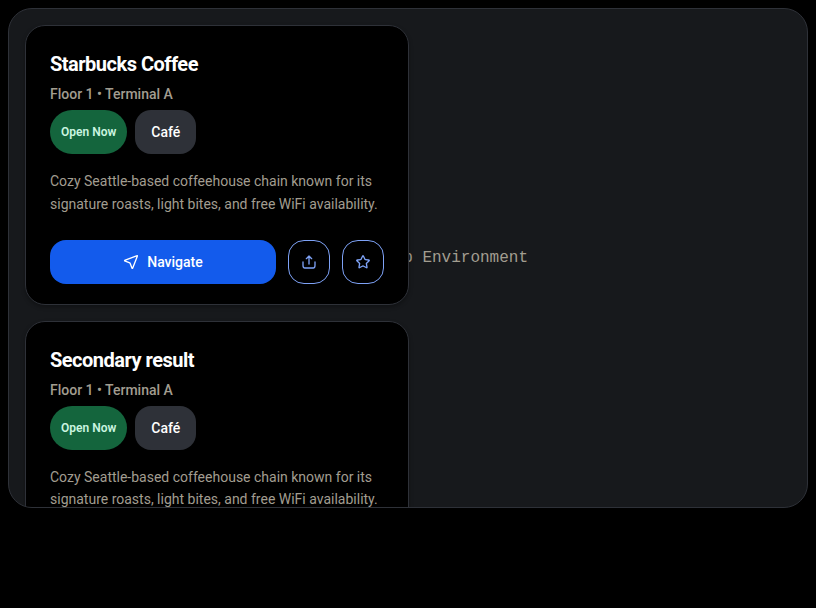 Starbucks Coffee
Floor 1 • Terminal A
Open Now
Café
Cozy Seattle-based coffeehouse chain known for its
signature roasts, light bites, and free WiFi availability.
Navigate
Environment
Secondary result
Floor 1 • Terminal A
Open Now
Café
Cozy Seattle-based coffeehouse chain known for its
signature roasts, light bites, and free WiFi availability.